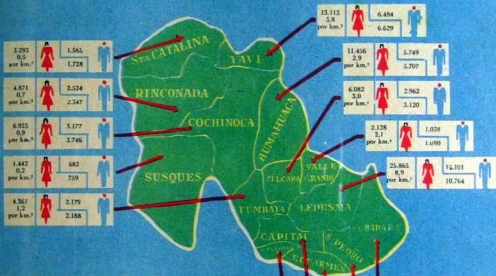 13.113
3,8
por km.²
6.484
6.629
3.293
0,5
por km.²
1.565
1.728
Sta CATALINA
YAVI
11.456
2,9
por km.²
5.749
5.707
4.871
0,7
por km.²
2.524
2.347
RINCONADA
6.082
3,0
por km.²
2.962
3.120
6.923
0,9
por km.²
3.177
3.746
COCHINOCA
HUMAHUACA
2.128
2,1
por km.²
1.038
1.090
1.442
0,2
por km.²
683
759
SUSQUES
TILCARA
VALLE
GRANDE
25.865
8,9
por km.²
15.101
10.764
4.367
1,2
por km.²
2.179
2.188
TUMBAYA
LEDESMA
CAPITAL
S. PEDRO